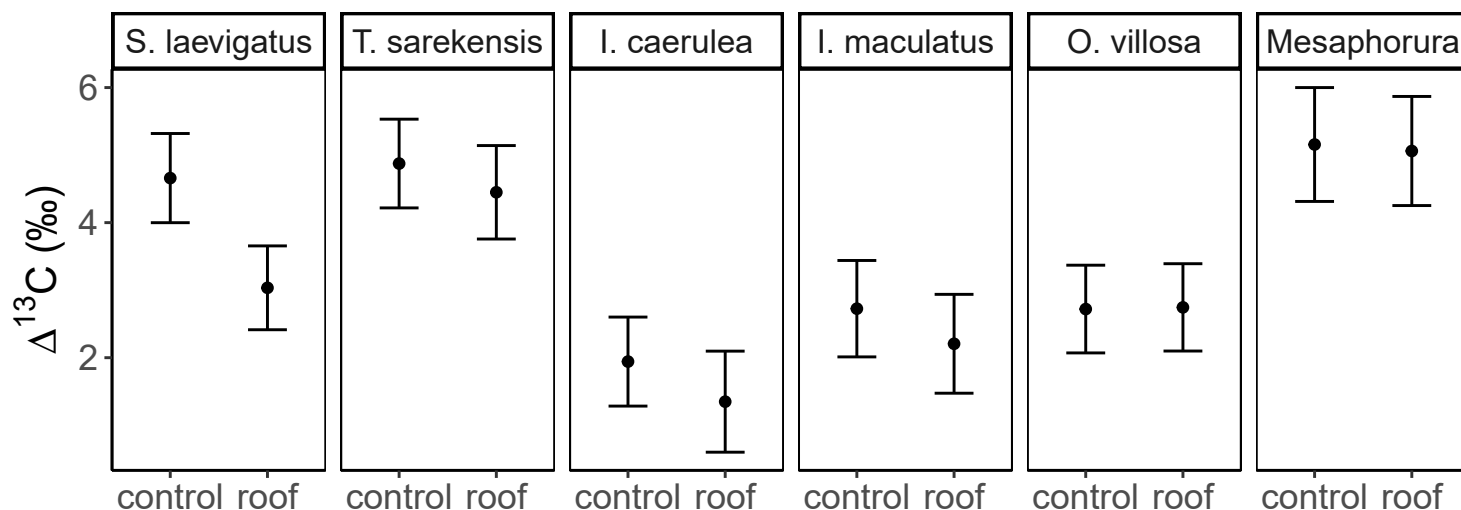 S. laevigatus T. sarekensis I. caerulea I. maculatus O. villosa Mesaphorura
6
4
2
Δ13C (‰)
control roof control roof control roof control roof control roof control roof